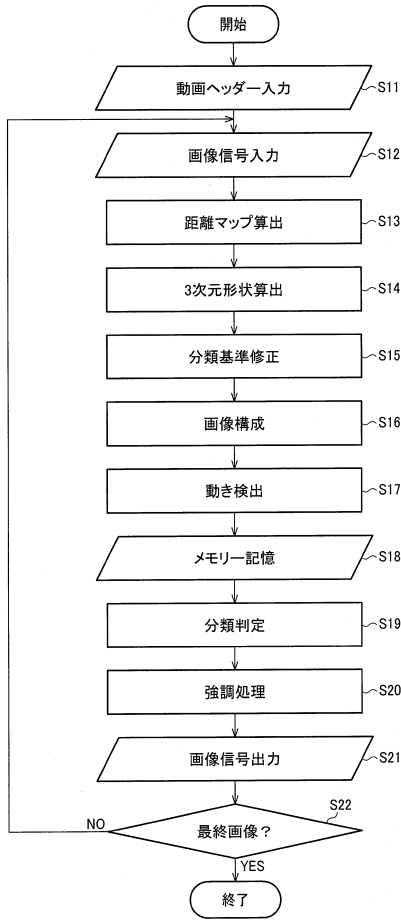 開始
動画ヘッダー入力 S11
画像信号入力 S12
距離マップ算出 S13
3次元形状算出 S14
分類基準修正 S15
画像構成 S16
動き検出 S17
メモリー記憶 S18
分類判定 S19
強調処理 S20
画像信号出力 S21
S22
NO 最終画像？
YES
終了